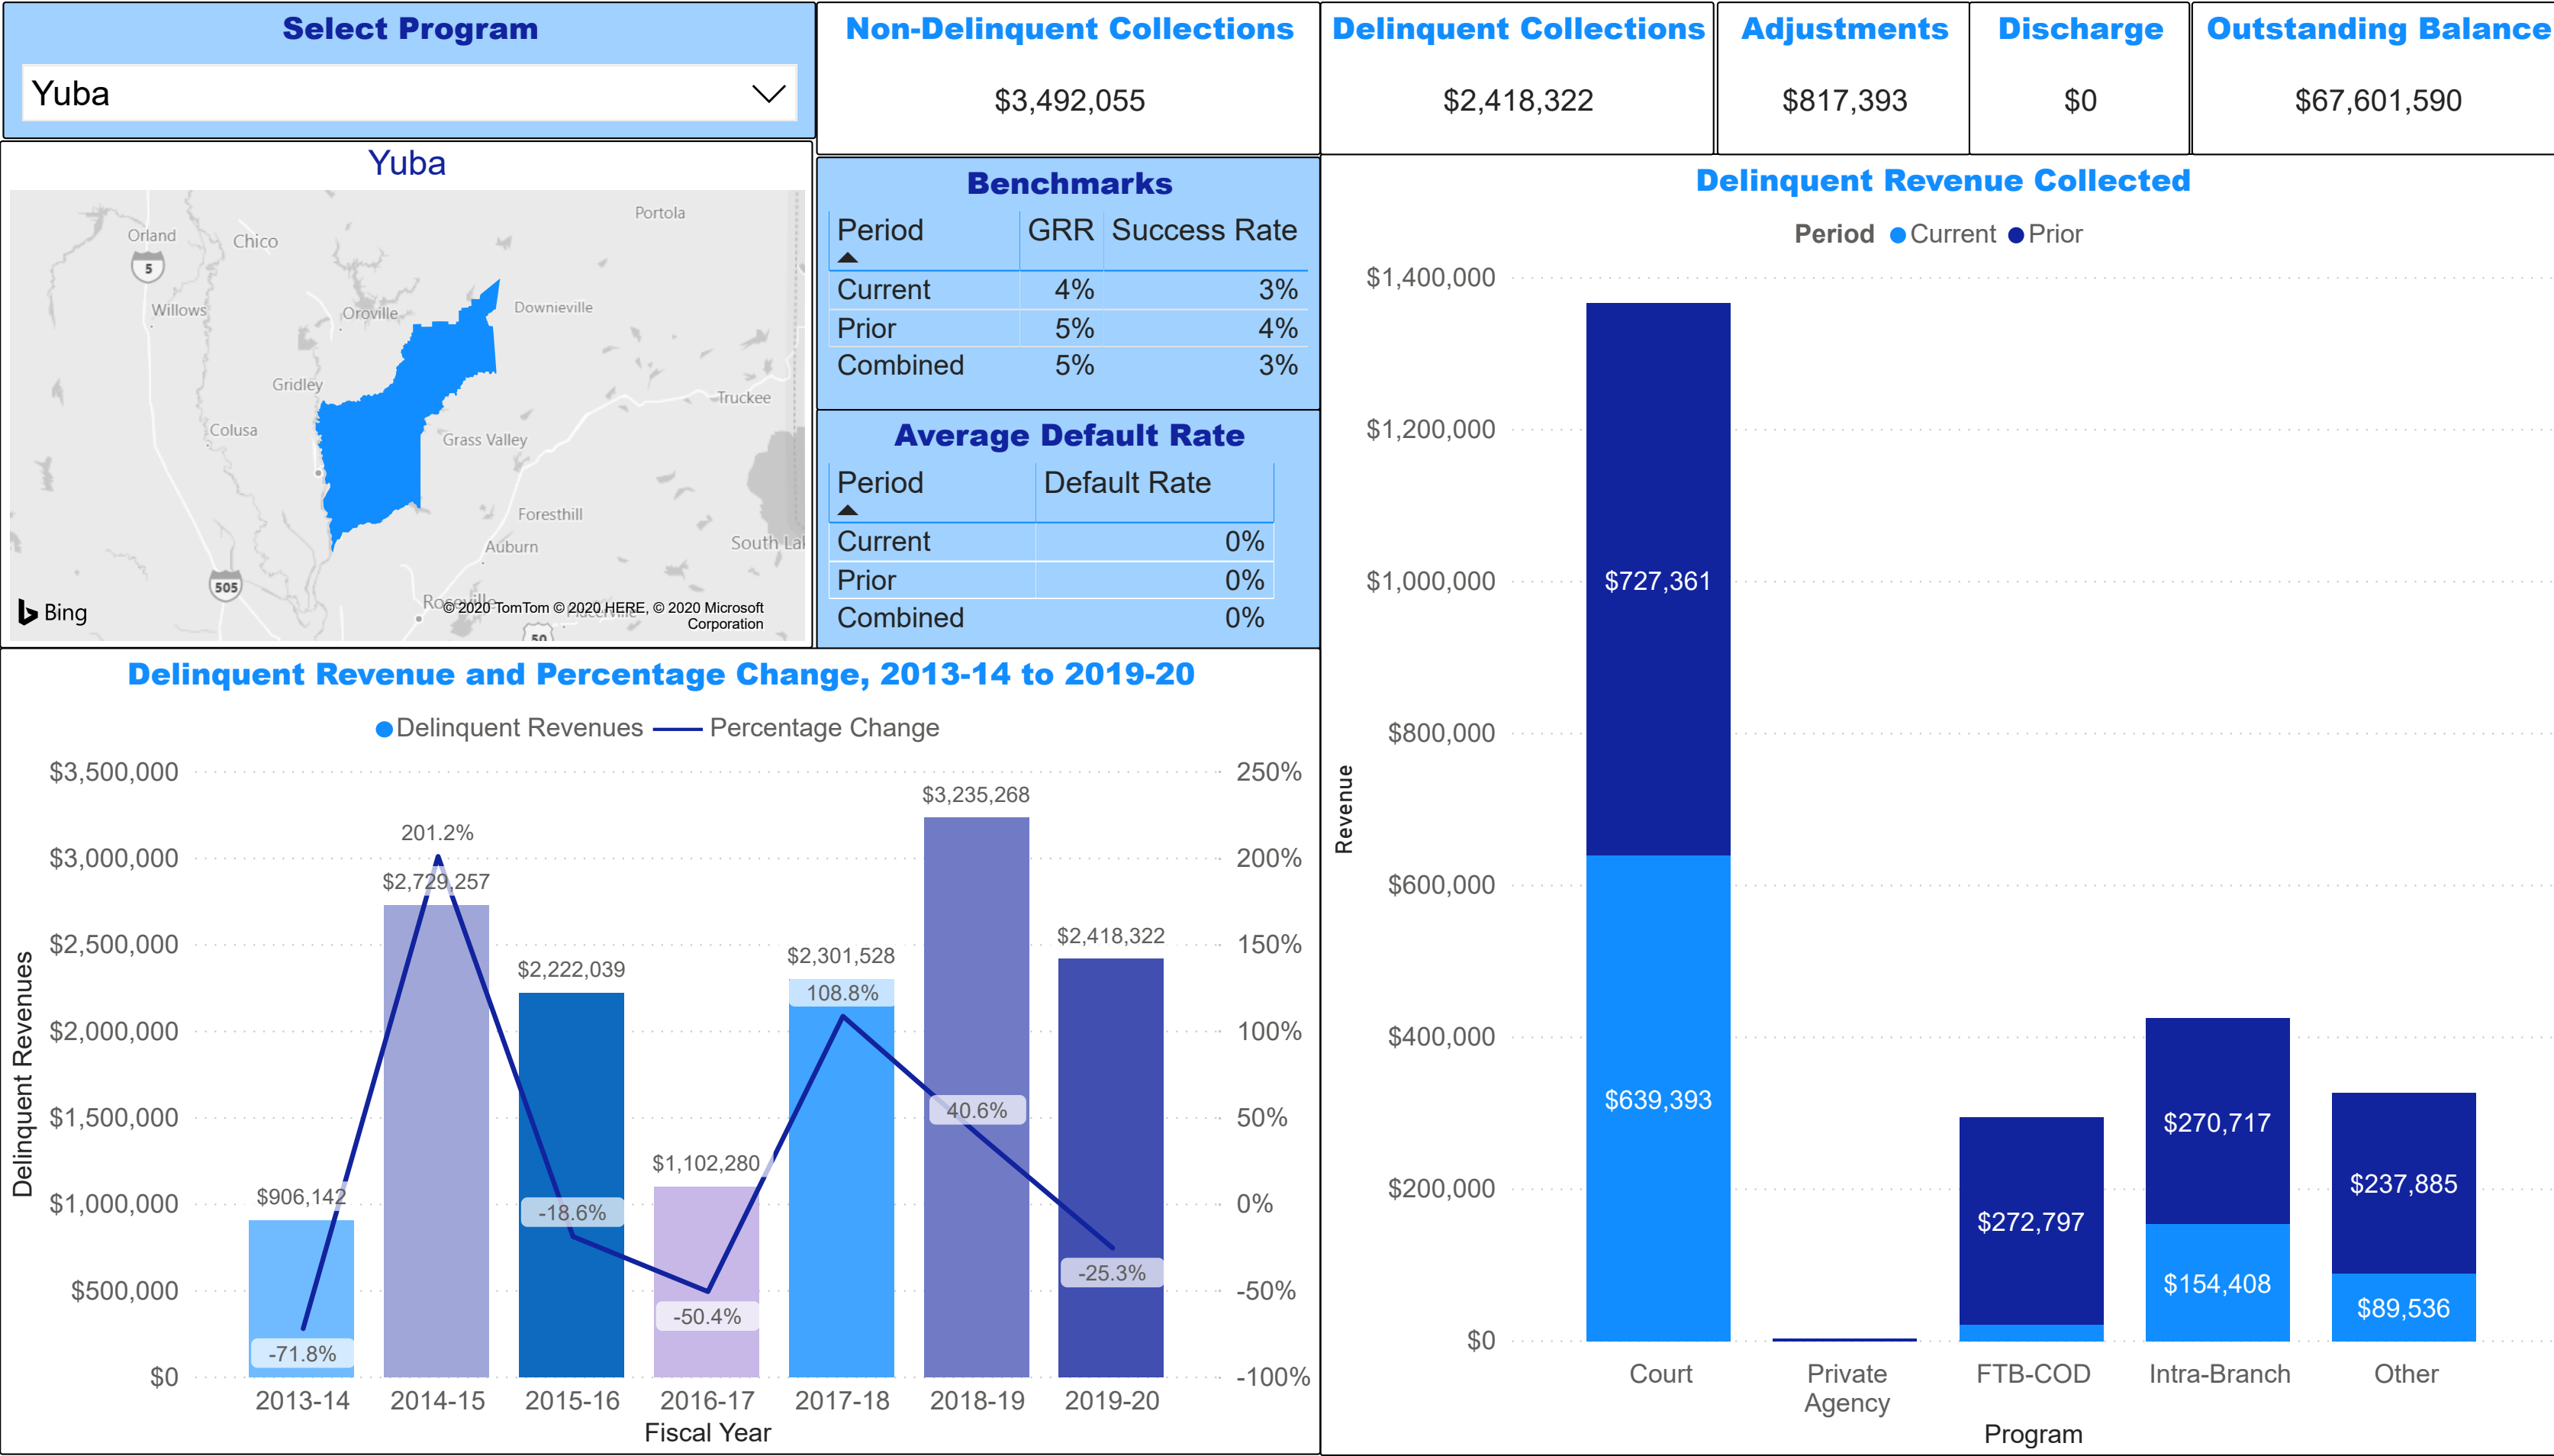 Select Program
Yuba
Non-Delinquent Collections
$3,492,055
Delinquent Collections
$2,418,322
Adjustments
$817,393
Discharge
$0
Outstanding Balance
$67,601,590
Yuba
Portola
Orland
Chico
5
Willows
Oroville
Downieville
Gridley
Truckee
Colusa
Grass Valley
Foresthill
Auburn
South Lak
505
Roseville
Placerville
50
Bing
© 2020 TomTom © 2020 HERE, © 2020 Microsoft
Corporation
Benchmarks
Period GRR Success Rate
Current 4% 3%
Prior 5% 4%
Combined 5% 3%
Average Default Rate
Period Default Rate
Current 0%
Prior 0%
Combined 0%
Delinquent Revenue and Percentage Change, 2013-14 to 2019-20
Delinquent Revenues Percentage Change
Delinquent Revenues
$3,500,000
$3,000,000
$2,500,000
$2,000,000
$1,500,000
$1,000,000
$500,000
$0
250%
200%
150%
100%
50%
0%
-50%
-100%
$906,142
$2,729,257
$2,222,039
$1,102,280
$2,301,528
$3,235,268
$2,418,322
-71.8%
201.2%
-18.6%
-50.4%
108.8%
40.6%
-25.3%
2013-14 2014-15 2015-16 2016-17 2017-18 2018-19 2019-20
Fiscal Year
Delinquent Revenue Collected
Period Current Prior
Revenue
$1,400,000
$1,200,000
$1,000,000
$800,000
$600,000
$400,000
$200,000
$0
$727,361
$639,393
$272,797
$270,717
$154,408
$237,885
$89,536
Court
Private
Agency
FTB-COD
Intra-Branch
Other
Program